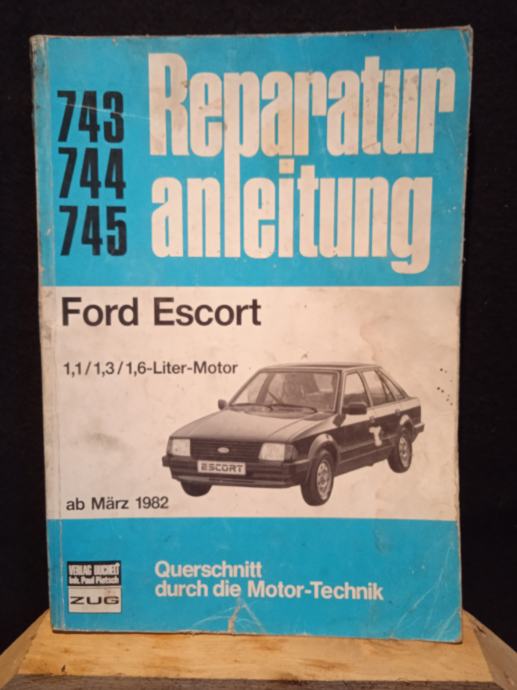 743
744
745
Reparatur
anleitung
Ford Escort
1,1/1,3/1,6-Liter-Motor
ESCORT
ab März 1982
VERLAG BUCHELI
Inh. Paul Pietsch
ZUG
Querschnitt
durch die Motor-Technik